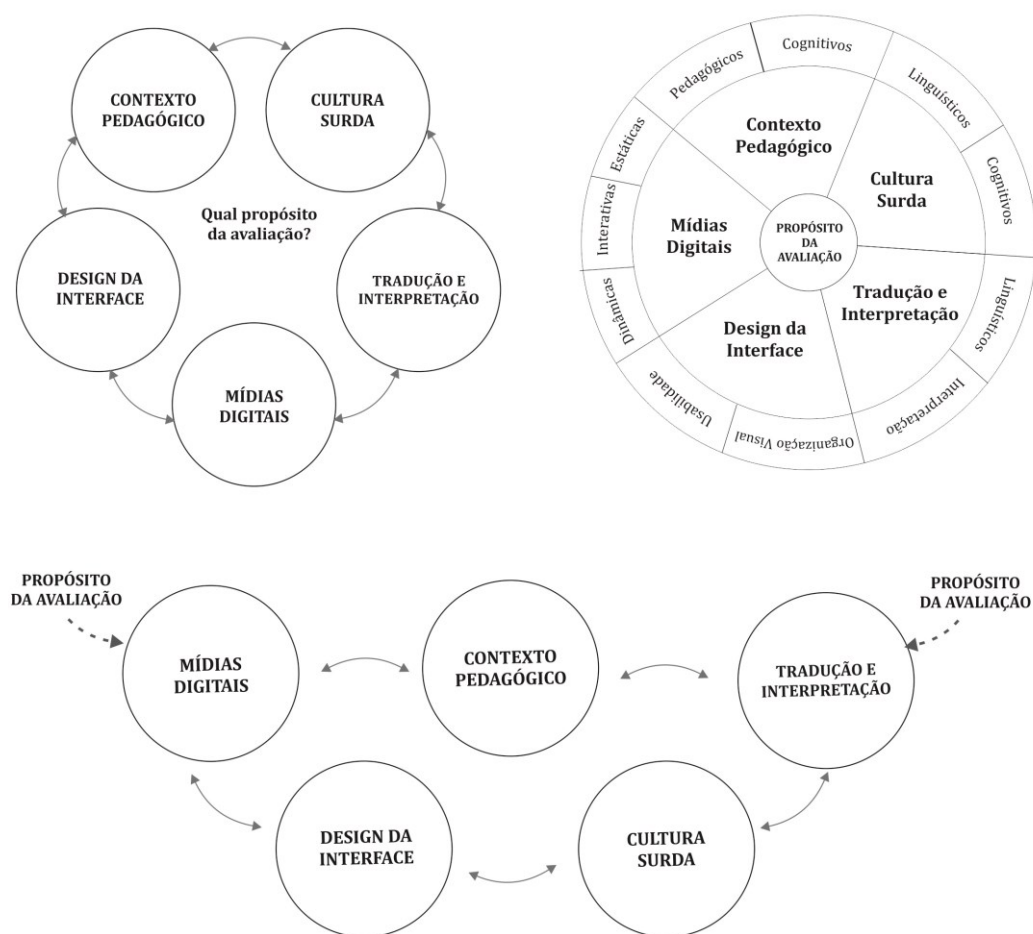 CONTEXTO
PEDAGÓGICO
CULTURA
SURDA
Qual propósito
da avaliação?
DESIGN DA
INTERFACE
TRADUÇÃO E
INTERPRETAÇÃO
MÍDIAS
DIGITAIS
Pedagógicos
Cognitivos
Linguísticos
Cognitivos
Linguísticos
Interpretação
Organização Visual
Usabilidade
Dinâmicas
Interativas
Estáticas
Contexto
Pedagógico
Cultura
Surda
Mídias
Digitais
PROPÓSITO
DA
AVALIAÇÃO
Tradução e
Interpretação
Design da
Interface
PROPÓSITO
DA AVALIAÇÃO
MÍDIAS
DIGITAIS
CONTEXTO
PEDAGÓGICO
TRADUÇÃO E
INTERPRETAÇÃO
PROPÓSITO
DA AVALIAÇÃO
DESIGN DA
INTERFACE
CULTURA
SURDA